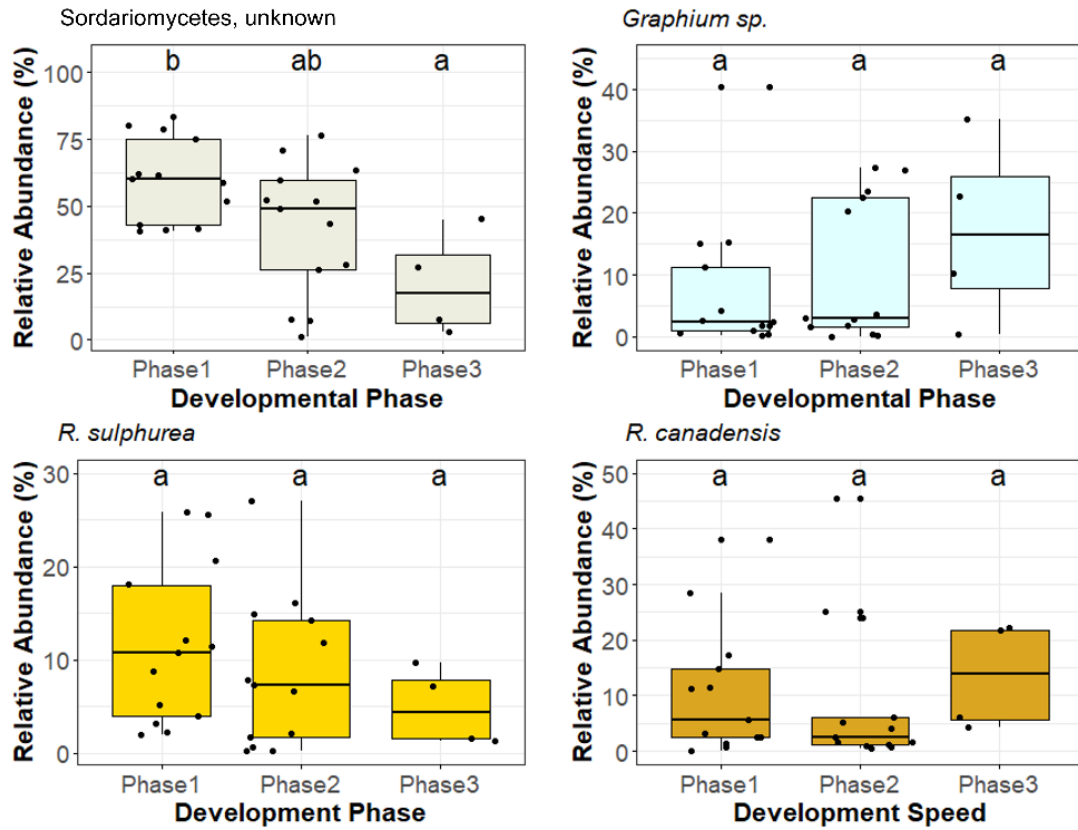 Sordariomycetes, unknown
Relative Abundance (%)
100
75
50
25
0
b ab a
Phase1 Phase2 Phase3
Developmental Phase
Graphium sp.
Relative Abundance (%)
40
30
20
10
0
a a a
Phase1 Phase2 Phase3
Developmental Phase
R. sulphurea
Relative Abundance (%)
30
20
10
0
a a a
Phase1 Phase2 Phase3
Development Phase
R. canadensis
Relative Abundance (%)
50
40
30
20
10
0
a a a
Phase1 Phase2 Phase3
Development Speed